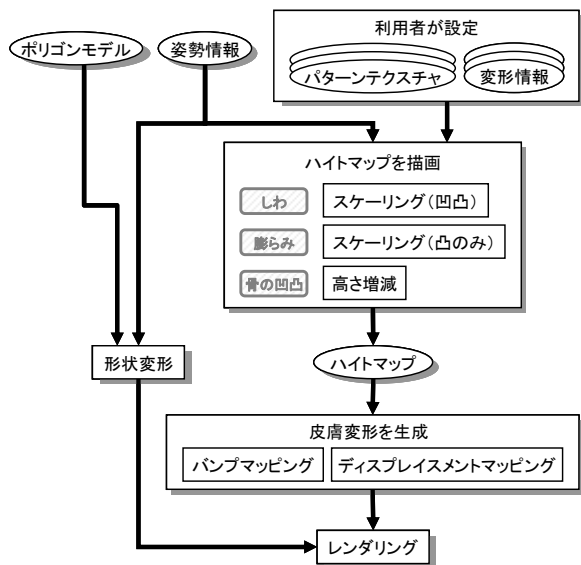 利用者が設定
ポリゴンモデル
姿勢情報
パターンテクスチャ
変形情報
ハイトマップを描画
しわ
スケーリング(凹凸)
膨らみ
スケーリング(凸のみ)
骨の凹凸
高さ増減
形状変形
ハイトマップ
皮膚変形を生成
バンプマッピング
ディスプレイスメントマッピング
レンダリング